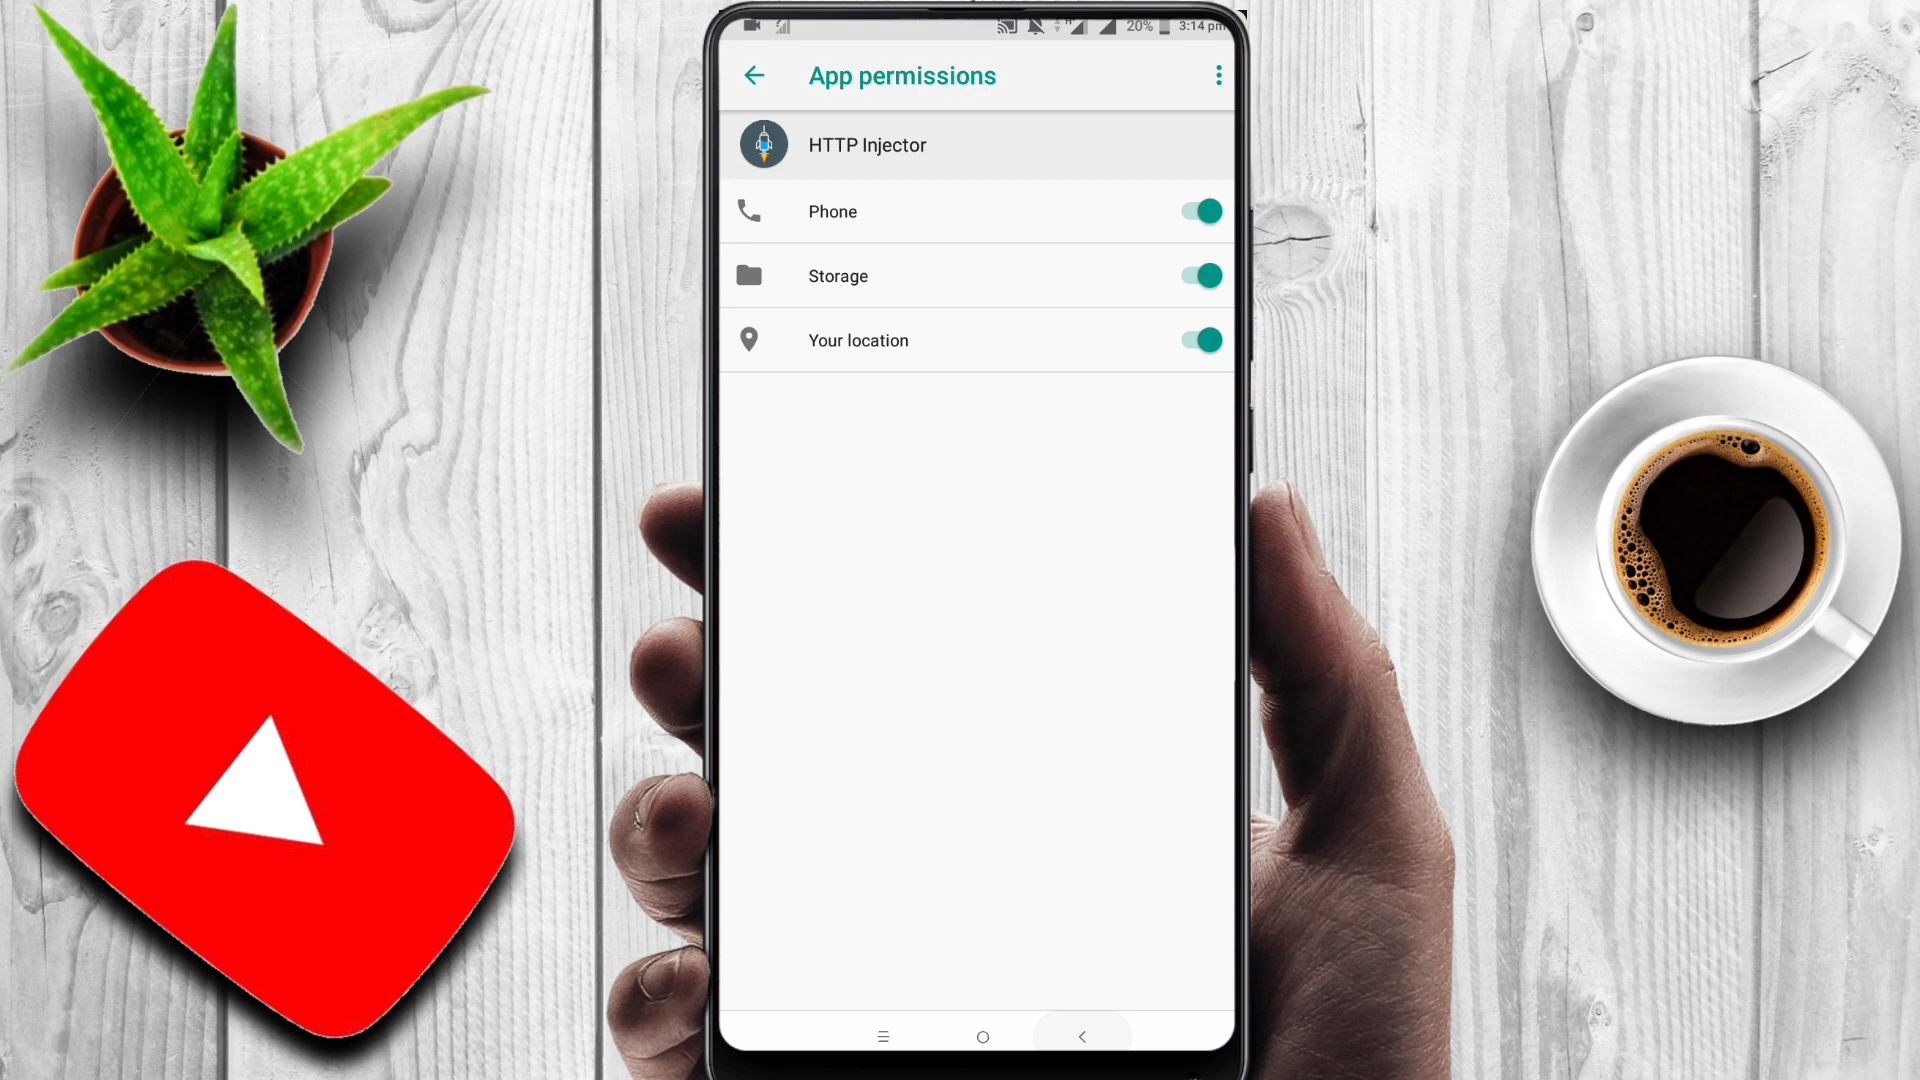 H+ 20% 3:14 pm
App permissions
HTTP Injector
Phone
Storage
Your location